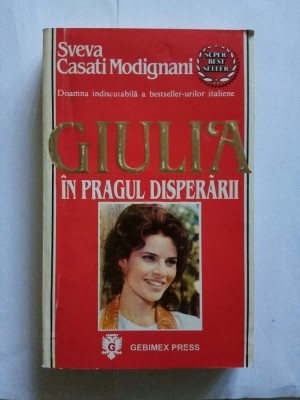 Sveva
Casati Modignani
SUPER
BEST
SELLER
Doamna indiscutabilă a bestseller-urilor italiene
GIULIA
ÎN PRAGUL DISPERĂRII
G
GEBIMEX PRESS